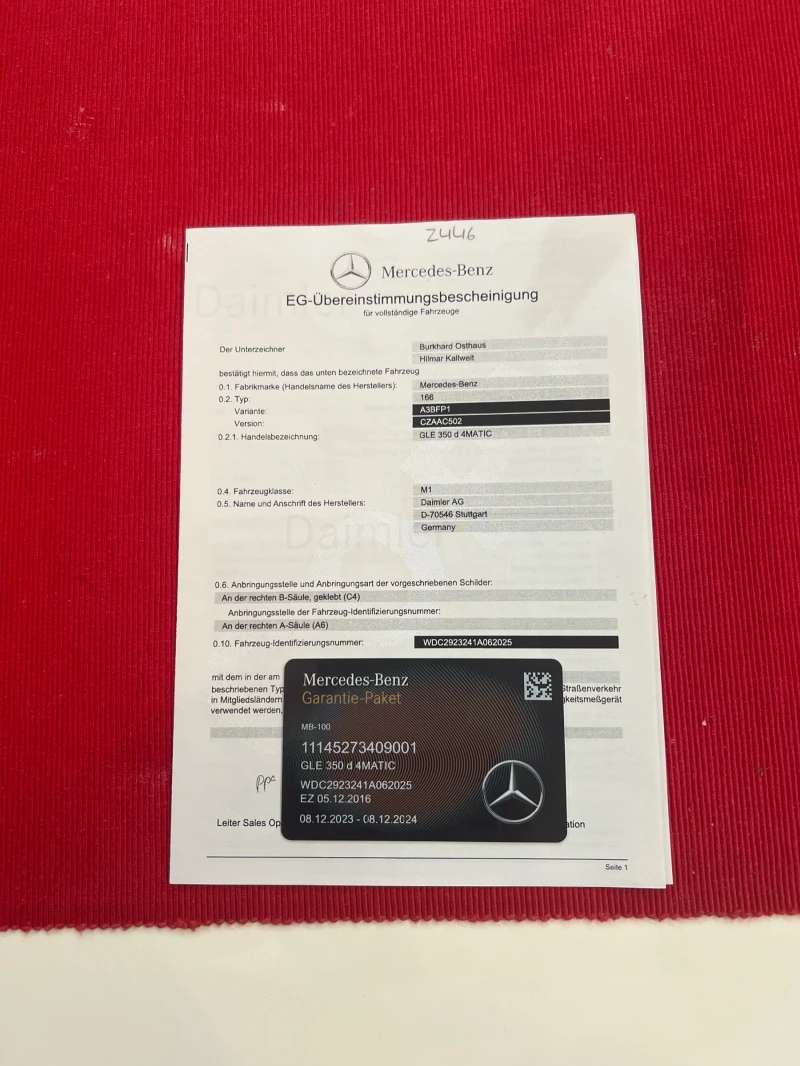 2446
Mercedes-Benz
EG-Übereinstimmungsbescheinigung
für vollständige Fahrzeuge
Der Unterzeichner Burkhard Osthaus
Hilmar Kallweit
bestätigt hiermit, dass das unten bezeichnete Fahrzeug
0.1. Fabrikmarke (Handelsname des Herstellers): Mercedes-Benz
0.2. Typ: 166
Variante: A3BFP1
Version: CZAAC502
0.2.1. Handelsbezeichnung: GLE 350 d 4MATIC
0.4. Fahrzeugklasse: M1
0.5. Name und Anschrift des Herstellers: Daimler AG
D-70546 Stuttgart
Germany
0.6. Anbringungsstelle und Anbringungsart der vorgeschriebenen Schilder:
An der rechten B-Säule, geklebt (C4)
Anbringungsstelle der Fahrzeug-Identifizierungsnummer:
An der rechten A-Säule (A6)
0.10. Fahrzeug-Identifizierungsnummer: WDC2923241A062025
mit dem in der am
beschriebenen Typ Straßenverkehr
in Mitgliedsländern gkeitsmeßgerät
verwendet werden,
Mercedes-Benz
Garantie-Paket
MB-100
11145273409001
GLE 350 d 4MATIC
WDC2923241A062025
EZ 05.12.2016
08.12.2023 - 08.12.2024
ppa
Leiter Sales Op ation
Seite 1